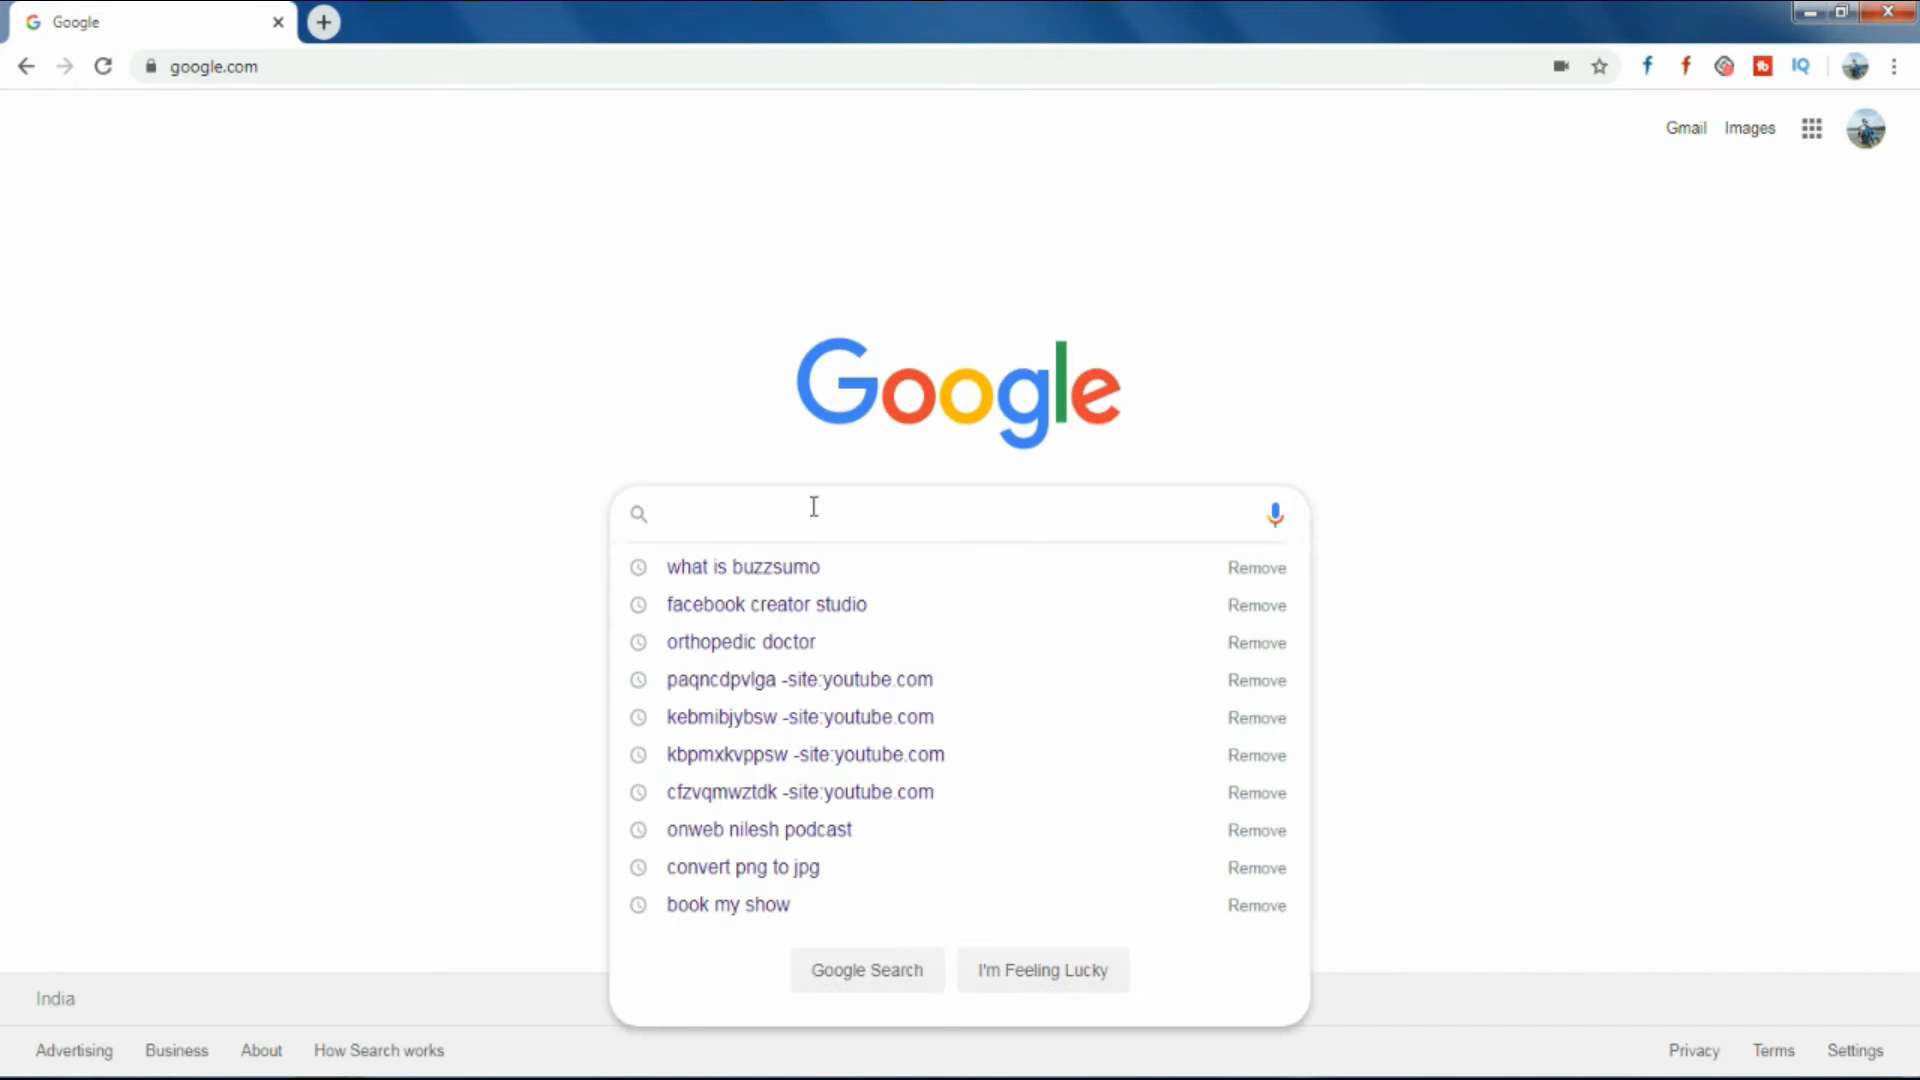 Google
google.com
IQ
Gmail Images
Google
what is buzzsumo Remove
facebook creator studio Remove
orthopedic doctor Remove
paqncdpvlga -site:youtube.com Remove
kebmibjybsw -site:youtube.com Remove
kbpmxkvppsw -site:youtube.com Remove
cfzvqmwztdk -site:youtube.com Remove
onweb nilesh podcast Remove
convert png to jpg Remove
book my show Remove
Google Search I'm Feeling Lucky
India
Advertising Business About How Search works Privacy Terms Settings